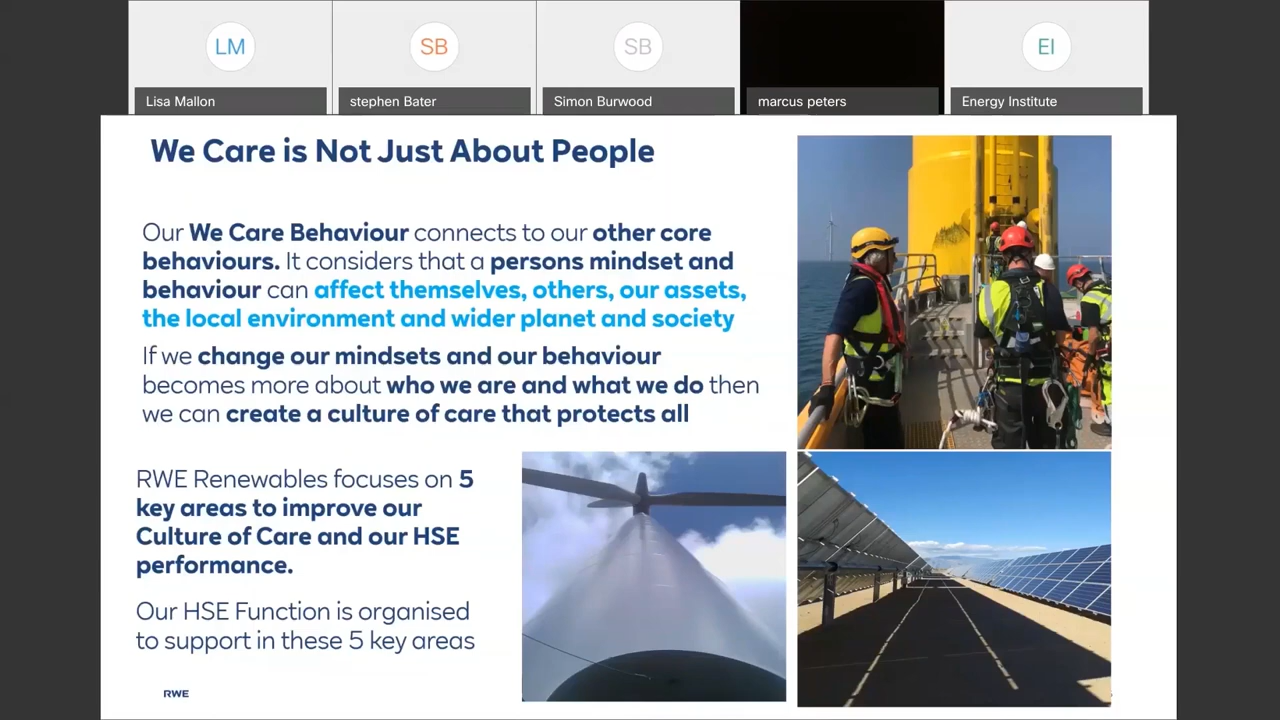 LM
SB
SB
EI
Lisa Mallon
stephen Bater
Simon Burwood
marcus peters
Energy Institute
We Care is Not Just About People
Our We Care Behaviour connects to our other core
behaviours. It considers that a persons mindset and
behaviour can affect themselves, others, our assets,
the local environment and wider planet and society
If we change our mindsets and our behaviour
becomes more about who we are and what we do then
we can create a culture of care that protects all
RWE Renewables focuses on 5
key areas to improve our
Culture of Care and our HSE
performance.
Our HSE Function is organised
to support in these 5 key areas
RWE